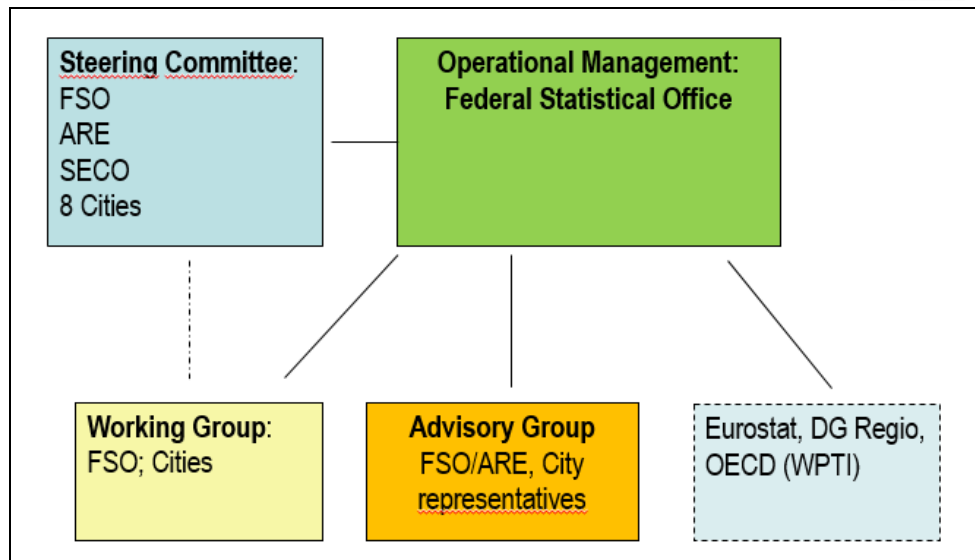 Steering Committee:
FSO
ARE
SECO
8 Cities
Operational Management:
Federal Statistical Office
Working Group:
FSO; Cities
Advisory Group
FSO/ARE, City
representatives
Eurostat, DG Regio,
OECD (WPTI)